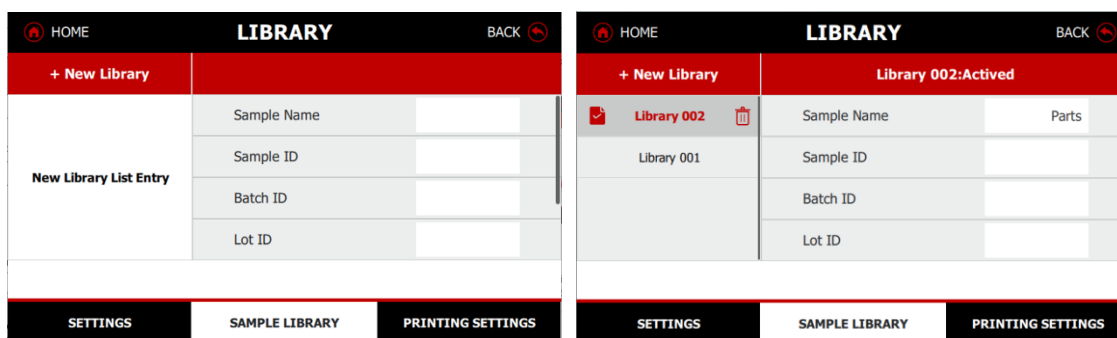 HOME LIBRARY BACK
+ New Library
New Library List Entry
Sample Name
Sample ID
Batch ID
Lot ID
SETTINGS SAMPLE LIBRARY PRINTING SETTINGS
HOME LIBRARY BACK
+ New Library Library 002:Actived
Library 002
Library 001
Sample Name Parts
Sample ID
Batch ID
Lot ID
SETTINGS SAMPLE LIBRARY PRINTING SETTINGS